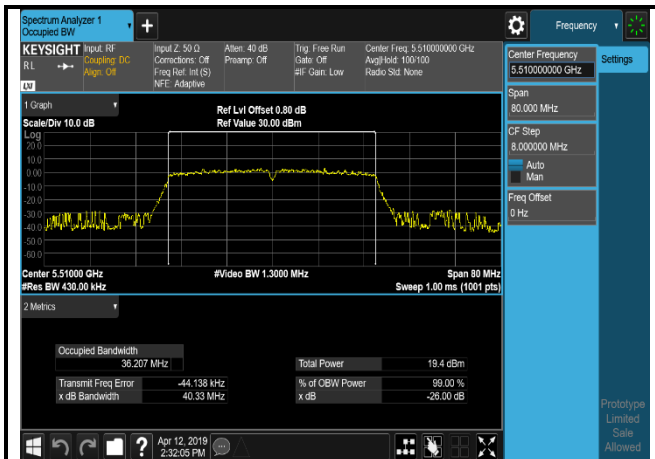 Spectrum Analyzer 1
Occupied BW
+
Frequency
KEYSIGHT Input: RF Input Z: 50 Ω Atten: 40 dB Trig: Free Run Center Freq: 5.510000000 GHz
RL Coupling: DC Corrections: Off Preamp: Off Gate: Off Avg|Hold: 100/100
Align: Off Freq Ref: Int (S) #IF Gain: Low Radio Std: None
LXI NFE: Adaptive
Center Frequency
5.510000000 GHz
Settings
Span
80.000 MHz
CF Step
8.000000 MHz
Auto
Man
Freq Offset
0 Hz
1 Graph
Ref Lvl Offset 0.80 dB
Scale/Div 10.0 dB Ref Value 30.00 dBm
Log
20.0
10.0
0.00
-10.0
-20.0
-30.0
-40.0
-50.0
-60.0
Center 5.51000 GHz #Video BW 1.3000 MHz Span 80 MHz
#Res BW 430.00 kHz Sweep 1.00 ms (1001 pts)
2 Metrics
Occupied Bandwidth
36.207 MHz Total Power 19.4 dBm
Transmit Freq Error -44.138 kHz % of OBW Power 99.00 %
x dB Bandwidth 40.33 MHz x dB -26.00 dB
Prototype
Limited
Sale
Allowed
? Apr 12, 2019
2:32:05 PM